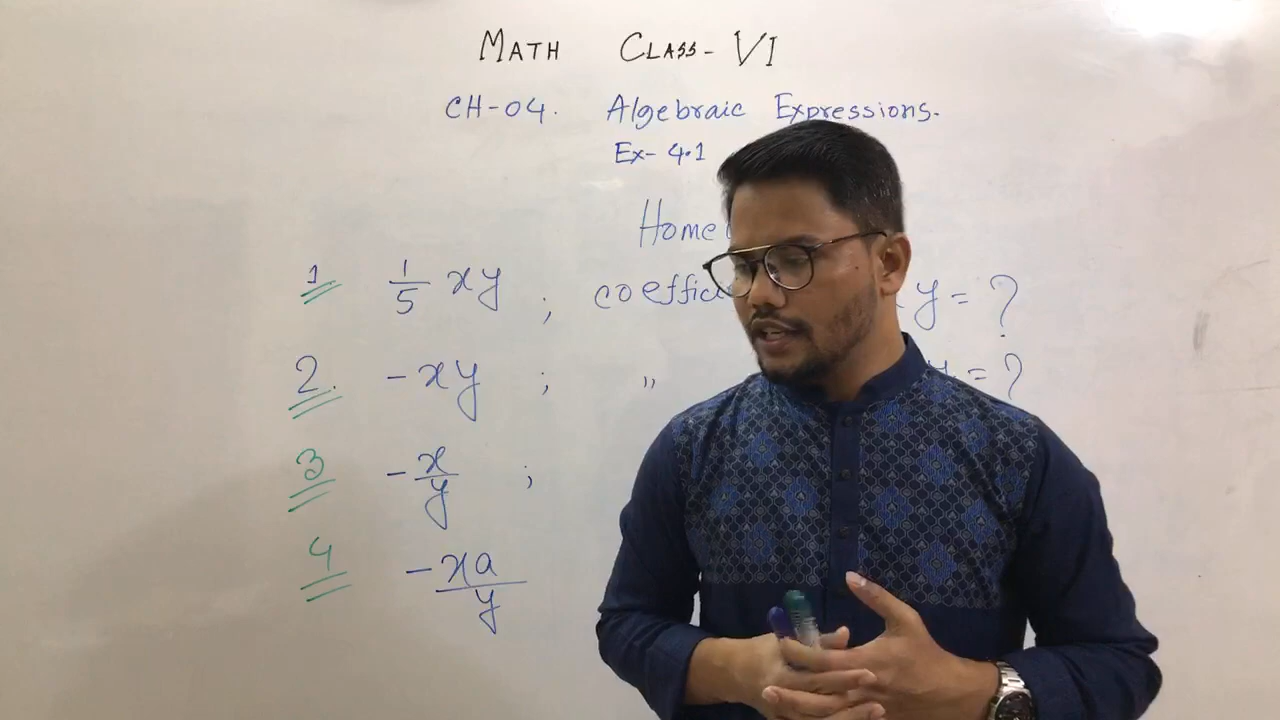 MATH CLASS-VI
CH-04. Algebraic Expressions.
Ex- 4.1
Home
1 1/5 xy ; y = ?
2. -xy ; " y = ?
3 -x/y ;
4 -xa/y